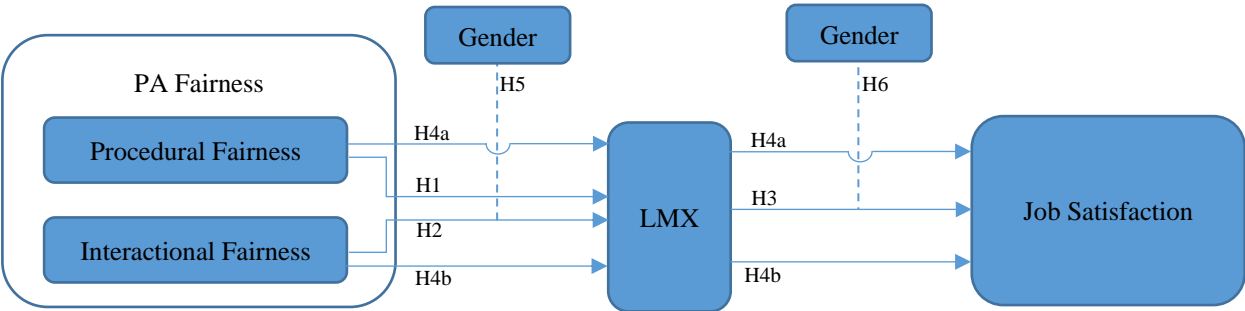 Gender
Gender
PA Fairness
H5
H6
Procedural Fairness
H4a
H4a
H1
H3
LMX
Job Satisfaction
H2
Interactional Fairness
H4b
H4b